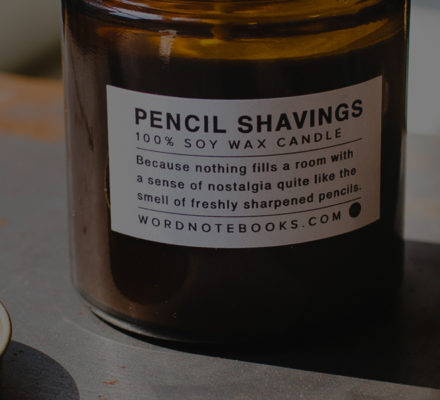 PENCIL SHAVINGS
100% SOY WAX CANDLE
Because nothing fills a room with
a sense of nostalgia quite like the
smell of freshly sharpened pencils.
WORDNOTEBOOKS.COM